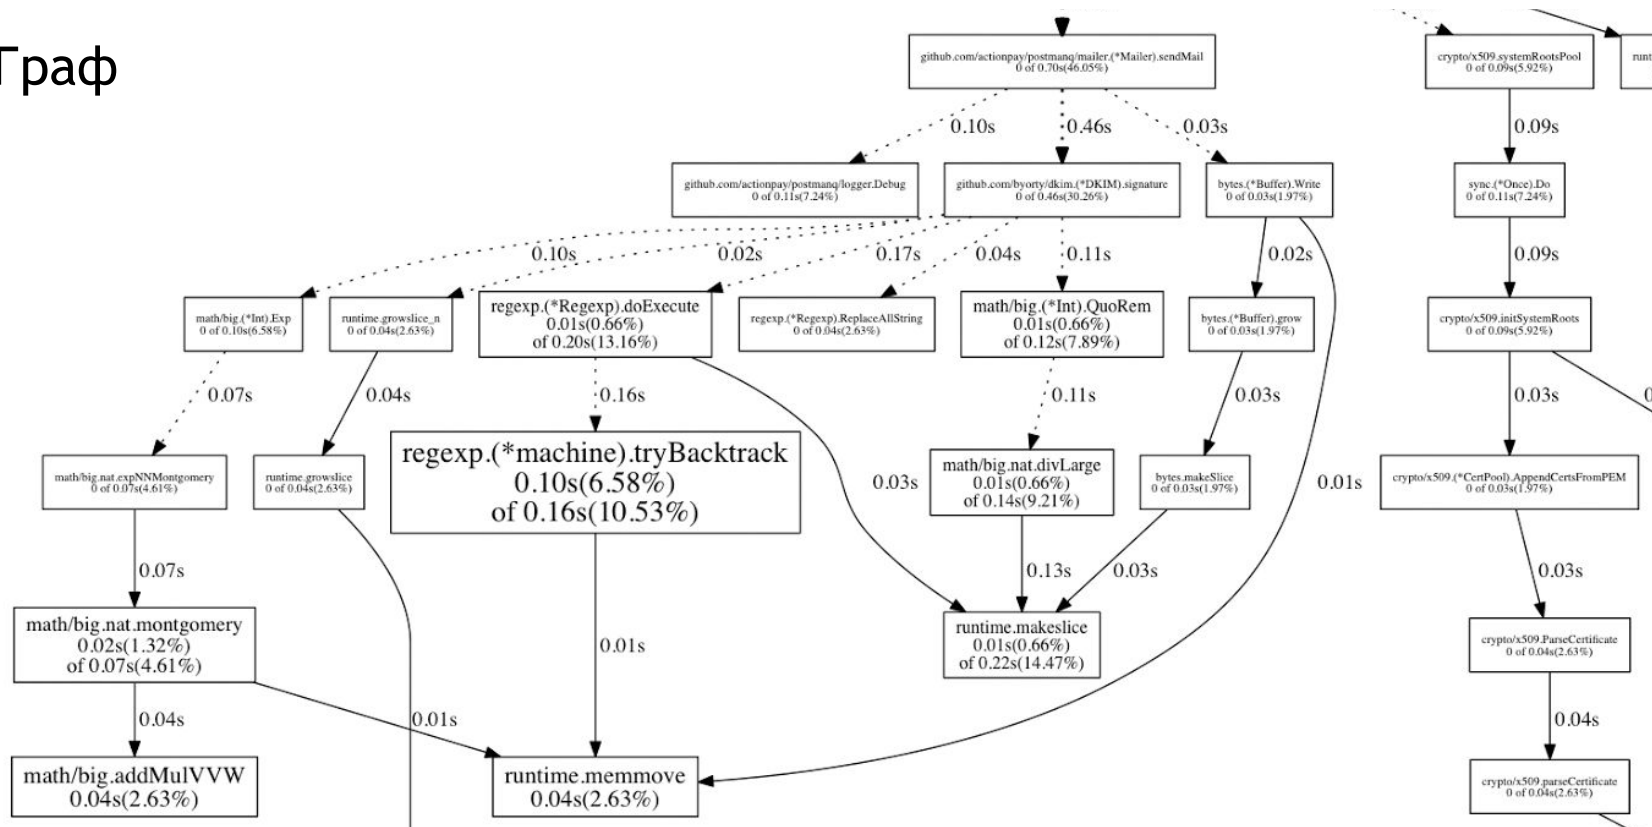 Граф
github.com/actionpay/postmanq/mailer.(*Mailer).sendMail
0 of 0.70s(46.05%)
crypto/x509.systemRootsPool
0 of 0.09s(5.92%)
0.10s
0.46s
0.03s
0.09s
github.com/actionpay/postmanq/logger.Debug
0 of 0.11s(7.24%)
github.com/byorty/dkim.(*DKIM).signature
0 of 0.46s(30.26%)
bytes.(*Buffer).Write
0 of 0.03s(1.97%)
sync.(*Once).Do
0 of 0.11s(7.24%)
0.10s
0.02s
0.17s
0.04s
0.11s
0.02s
0.09s
math/big.(*Int).Exp
0 of 0.10s(6.58%)
runtime.growslice_n
0 of 0.04s(2.63%)
regexp.(*Regexp).doExecute
0.01s(0.66%)
of 0.20s(13.16%)
regexp.(*Regexp).ReplaceAllString
0 of 0.04s(2.63%)
math/big.(*Int).QuoRem
0.01s(0.66%)
of 0.12s(7.89%)
bytes.(*Buffer).grow
0 of 0.03s(1.97%)
crypto/x509.initSystemRoots
0 of 0.09s(5.92%)
0.07s
0.04s
0.16s
0.11s
0.03s
0.03s
math/big.nat.expNNMontgomery
0 of 0.07s(4.61%)
runtime.growslice
0 of 0.04s(2.63%)
regexp.(*machine).tryBacktrack
0.10s(6.58%)
of 0.16s(10.53%)
0.03s
math/big.nat.divLarge
0.01s(0.66%)
of 0.14s(9.21%)
bytes.makeSlice
0 of 0.03s(1.97%)
0.01s
crypto/x509.(*CertPool).AppendCertsFromPEM
0 of 0.03s(1.97%)
0.07s
0.13s
0.03s
0.03s
math/big.nat.montgomery
0.02s(1.32%)
of 0.07s(4.61%)
0.01s
runtime.makeslice
0.01s(0.66%)
of 0.22s(14.47%)
crypto/x509.ParseCertificate
0 of 0.04s(2.63%)
0.04s
0.01s
0.04s
math/big.addMulVVW
0.04s(2.63%)
runtime.memmove
0.04s(2.63%)
crypto/x509.parseCertificate
0 of 0.04s(2.63%)